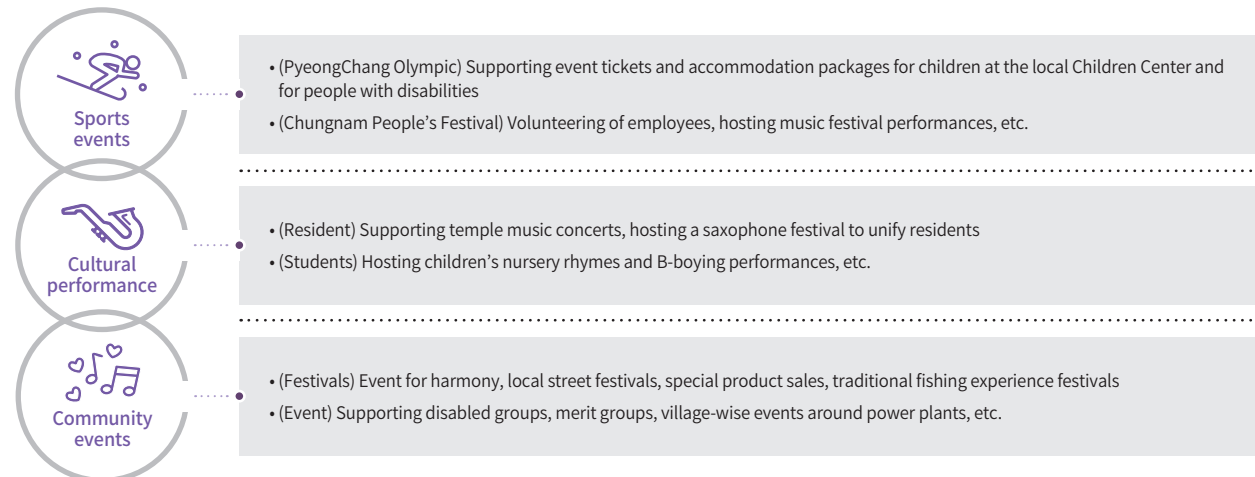 Sports
events
• (PyeongChang Olympic) Supporting event tickets and accommodation packages for children at the local Children Center and
for people with disabilities
• (Chungnam People's Festival) Volunteering of employees, hosting music festival performances, etc.
Cultural
performance
• (Resident) Supporting temple music concerts, hosting a saxophone festival to unify residents
• (Students) Hosting children's nursery rhymes and B-boying performances, etc.
Community
events
• (Festivals) Event for harmony, local street festivals, special product sales, traditional fishing experience festivals
• (Event) Supporting disabled groups, merit groups, village-wise events around power plants, etc.